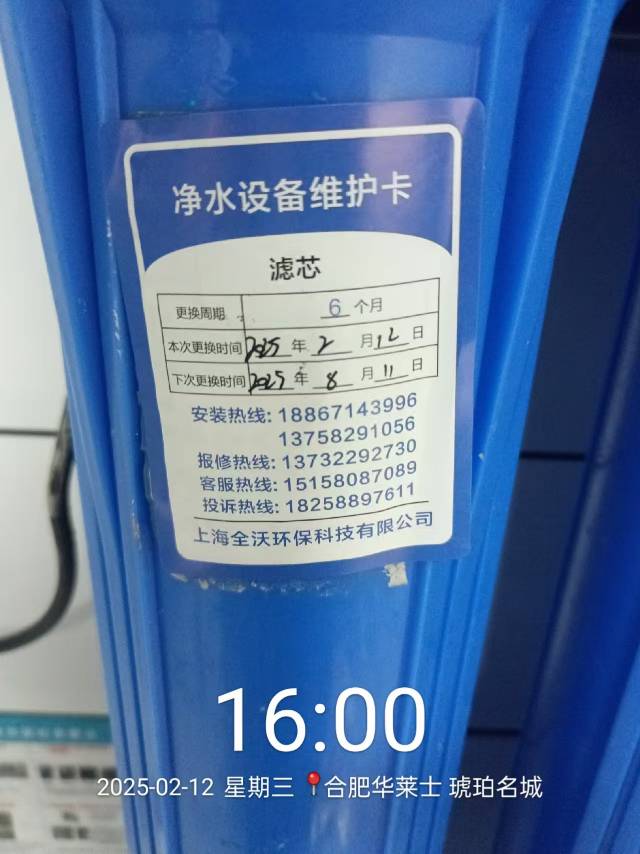 净水设备维护卡
滤芯
更换周期 6 个月
本次更换时间 2025 年 2 月 12 日
下次更换时间 2025 年 8 月 11 日
安装热线: 18867143996
13758291056
报修热线: 13732292730
客服热线: 15158087089
投诉热线: 18258897611
上海全沃环保科技有限公司
16:00
2025-02-12 星期三 📍合肥华莱士 琥珀名城